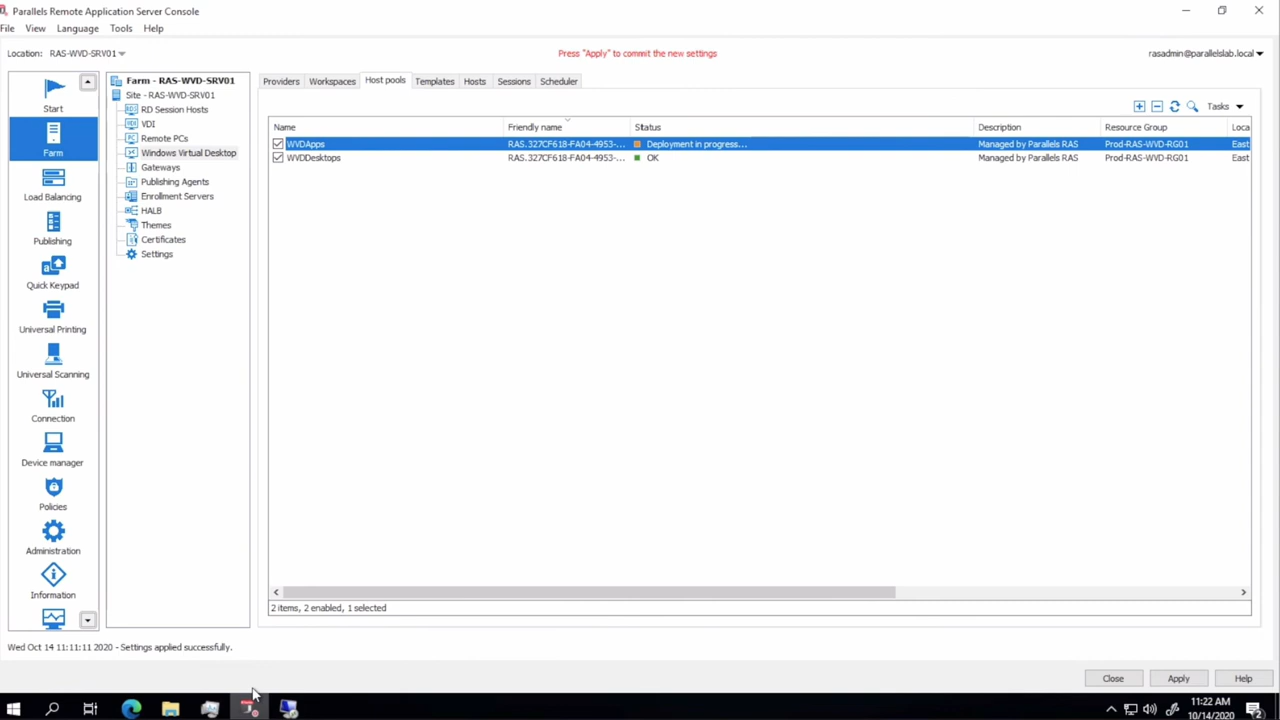 Parallels Remote Application Server Console
File View Language Tools Help
Location: RAS-WVD-SRV01
Press "Apply" to commit the new settings
rasadmin@parallelslab.local
Start
Farm
Load Balancing
Publishing
Quick Keypad
Universal Printing
Universal Scanning
Connection
Device manager
Policies
Administration
Information
Farm - RAS-WVD-SRV01
Site - RAS-WVD-SRV01
RD Session Hosts
VDI
Remote PCs
Windows Virtual Desktop
Gateways
Publishing Agents
Enrollment Servers
HALB
Themes
Certificates
Settings
Providers Workspaces Host pools Templates Hosts Sessions Scheduler
Tasks
Name Friendly name Status Description Resource Group Loca
WVDApps RAS.327CF618-FA04-4953-... Deployment in progress... Managed by Parallels RAS Prod-RAS-WVD-RG01 East
WVDDesktops RAS.327CF618-FA04-4953-... OK Managed by Parallels RAS Prod-RAS-WVD-RG01 East
2 items, 2 enabled, 1 selected
Wed Oct 14 11:11:11 2020 - Settings applied successfully.
Close Apply Help
11:22 AM
10/14/2020
2